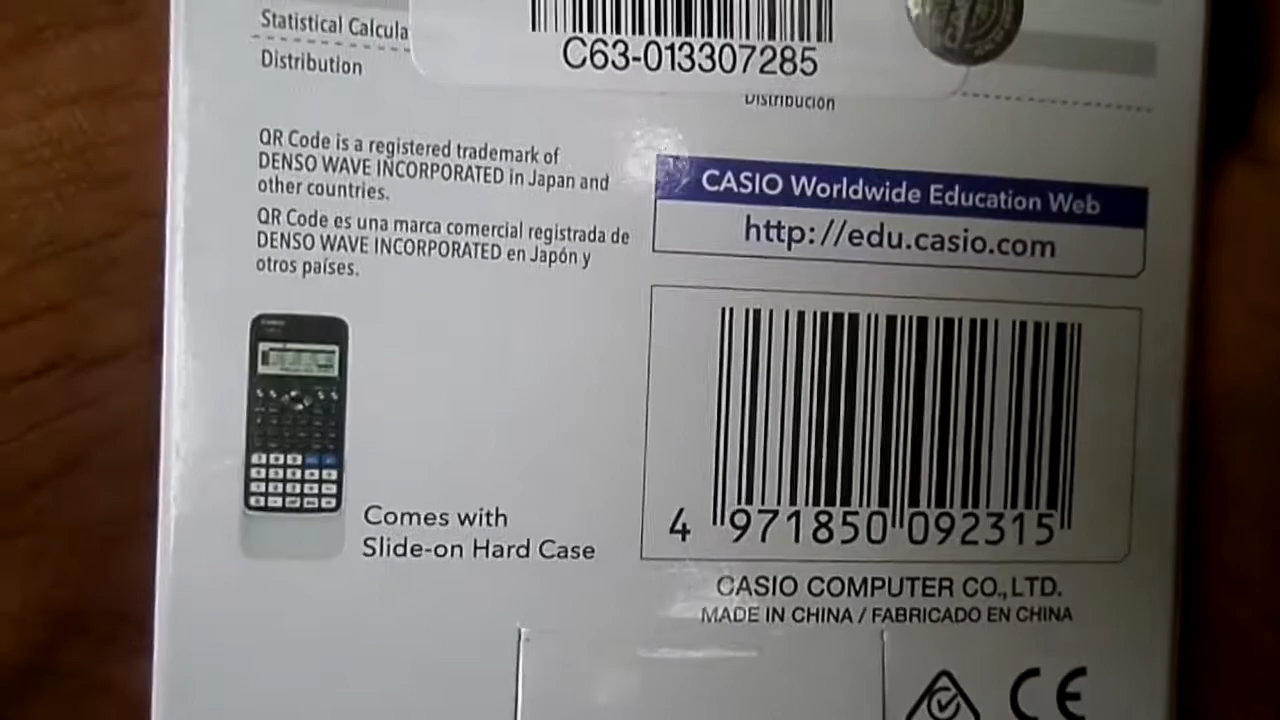 Statistical Calcula
Distribution
C63-013307285
Distribución
QR Code is a registered trademark of
DENSO WAVE INCORPORATED in Japan and
other countries.
QR Code es una marca comercial registrada de
DENSO WAVE INCORPORATED en Japón y
otros países.
CASIO Worldwide Education Web
http://edu.casio.com
Comes with
Slide-on Hard Case
4 971850 092315
CASIO COMPUTER CO.,LTD.
MADE IN CHINA / FABRICADO EN CHINA
CE